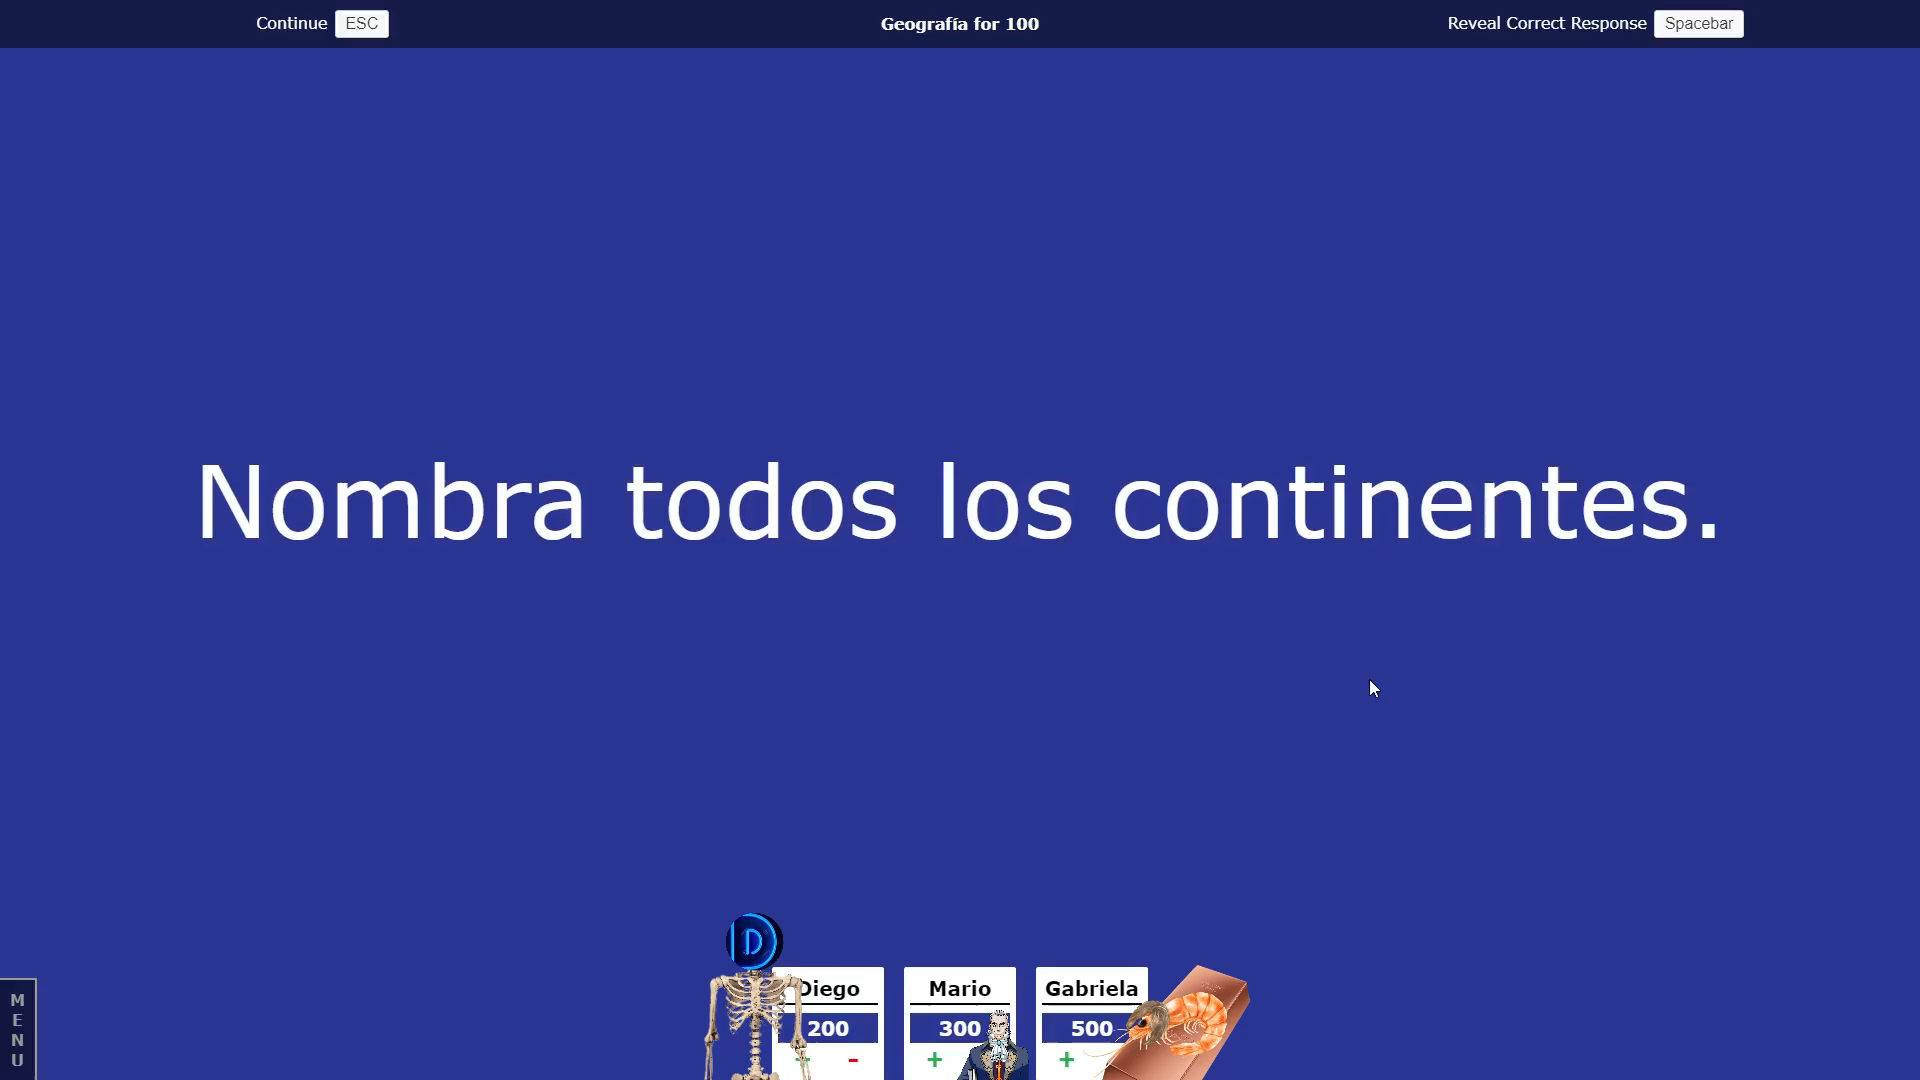 Continue ESC
Geografía for 100
Reveal Correct Response Spacebar
Nombra todos los continentes.
D
Diego
Mario
Gabriela
200
300
500
+ -
+
+
MENU